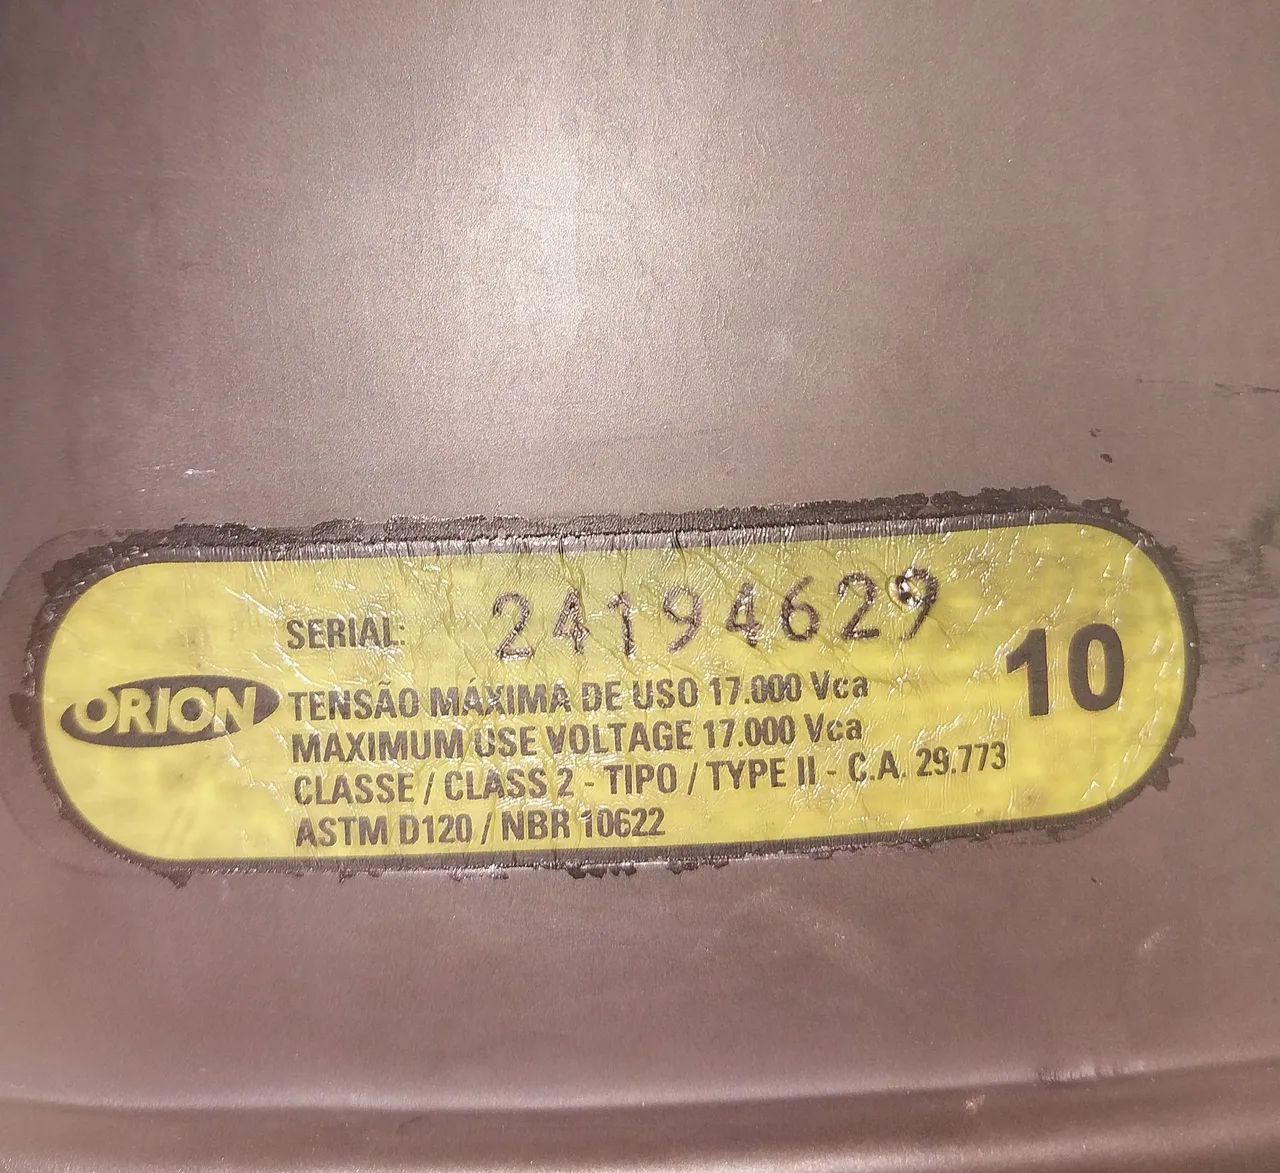 SERIAL: 24194629
ORION
TENSÃO MÁXIMA DE USO 17.000 Vca
MAXIMUM USE VOLTAGE 17.000 Vca
CLASSE / CLASS 2 - TIPO / TYPE II - C.A. 29.773
ASTM D120 / NBR 10622
10